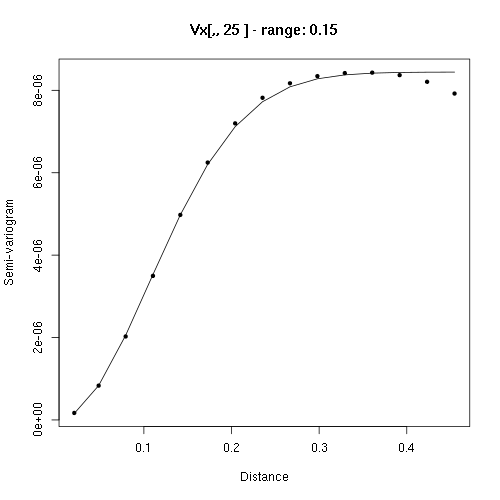 Vx[,, 25 ] - range: 0.15
Semi-variogram
8e-06
6e-06
4e-06
2e-06
0e+00
0.1 0.2 0.3 0.4
Distance